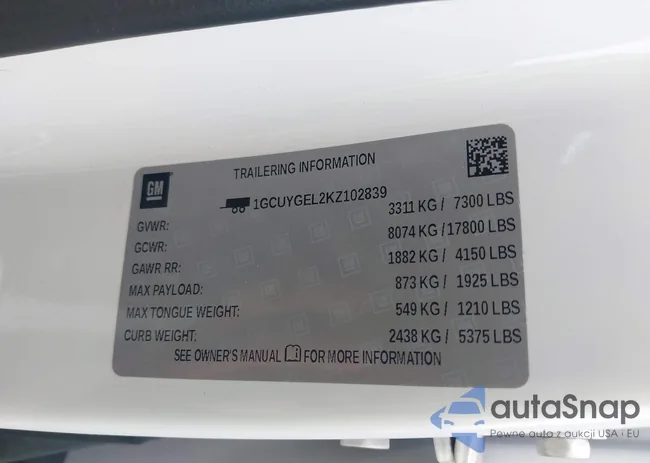 TRAILERING INFORMATION
GM
1GCUYGEL2KZ102839
GVWR: 3311 KG / 7300 LBS
GCWR: 8074 KG / 17800 LBS
GAWR RR: 1882 KG / 4150 LBS
MAX PAYLOAD: 873 KG / 1925 LBS
MAX TONGUE WEIGHT: 549 KG / 1210 LBS
CURB WEIGHT: 2438 KG / 5375 LBS
SEE OWNER'S MANUAL FOR MORE INFORMATION
autaSnap
Pewne auta z aukcji USA i EU